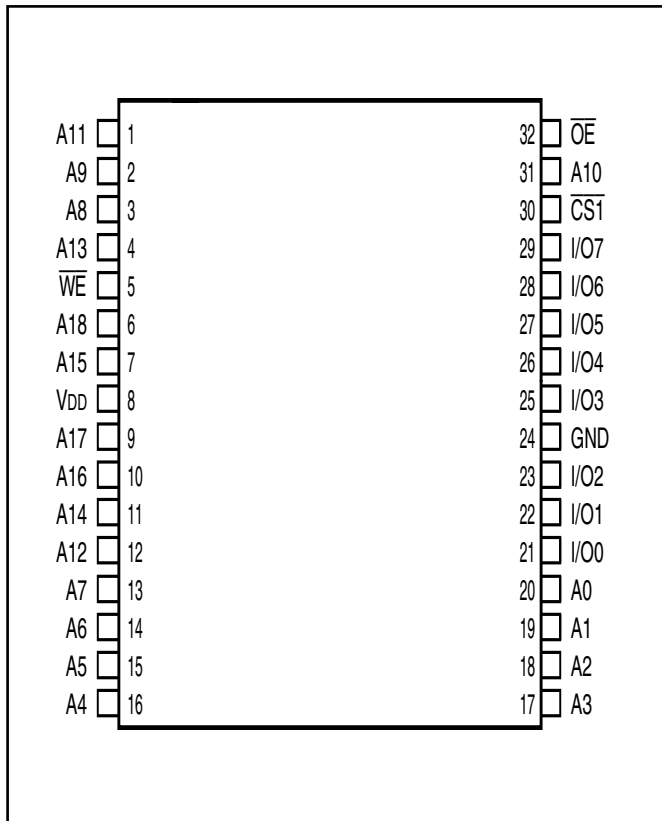 A11 1 32 O̅E̅
A9 2 31 A10
A8 3 30 C̅S̅1̅
A13 4 29 I/O7
W̅E̅ 5 28 I/O6
A18 6 27 I/O5
A15 7 26 I/O4
VDD 8 25 I/O3
A17 9 24 GND
A16 10 23 I/O2
A14 11 22 I/O1
A12 12 21 I/O0
A7 13 20 A0
A6 14 19 A1
A5 15 18 A2
A4 16 17 A3